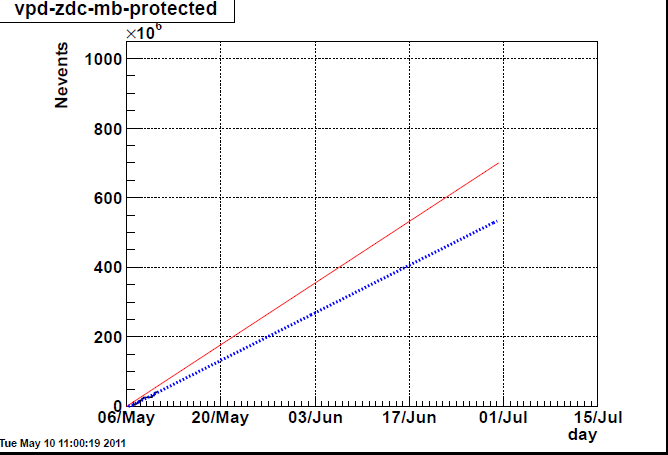 vpd-zdc-mb-protected
×10⁶
Nevents
1000
800
600
400
200
0
06/May 20/May 03/Jun 17/Jun 01/Jul 15/Jul
day
Tue May 10 11:00:19 2011